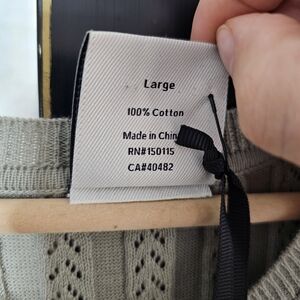 Large
100% Cotton
Made in China
RN#150115
CA#40482